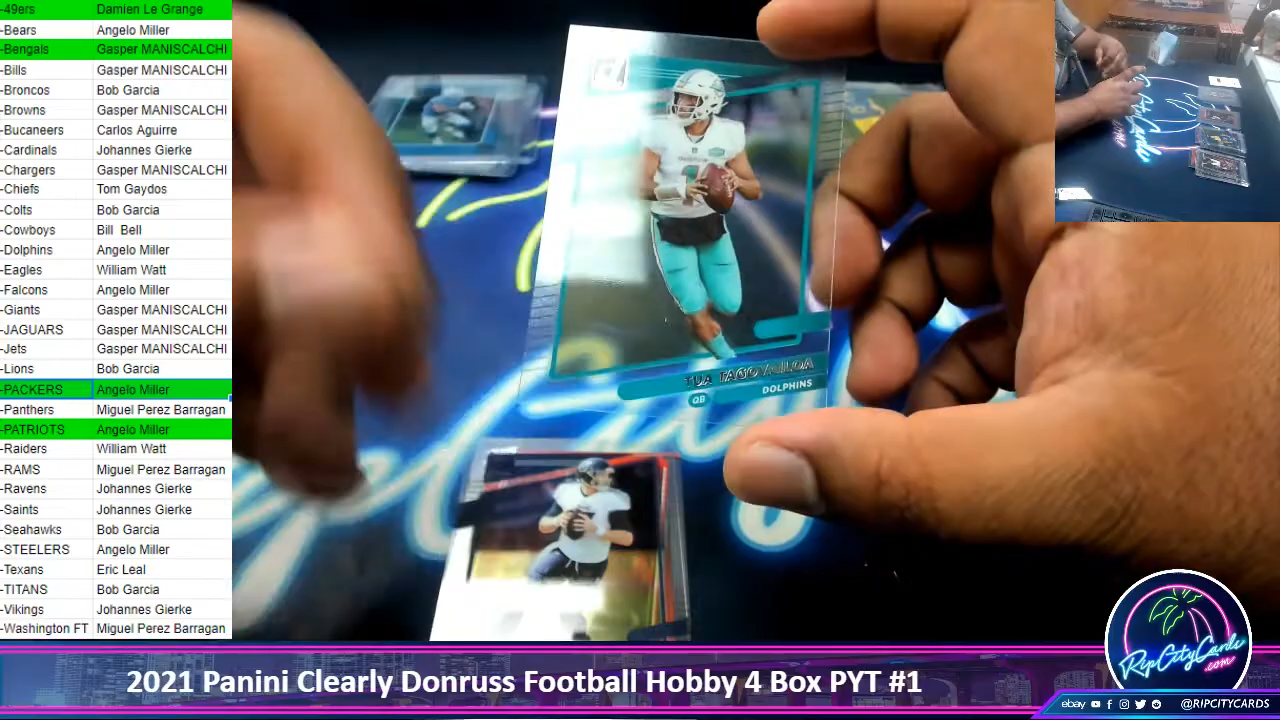 -49ers Damien Le Grange
-Bears Angelo Miller
-Bengals Gasper MANISCALCHI
-Bills Gasper MANISCALCHI
-Broncos Bob Garcia
-Browns Gasper MANISCALCHI
-Bucaneers Carlos Aguirre
-Cardinals Johannes Gierke
-Chargers Gasper MANISCALCHI
-Chiefs Tom Gaydos
-Colts Bob Garcia
-Cowboys Bill Bell
-Dolphins Angelo Miller
-Eagles William Watt
-Falcons Angelo Miller
-Giants Gasper MANISCALCHI
-JAGUARS Gasper MANISCALCHI
-Jets Gasper MANISCALCHI
-Lions Bob Garcia
-PACKERS Angelo Miller
-Panthers Miguel Perez Barragan
-PATRIOTS Angelo Miller
-Raiders William Watt
-RAMS Miguel Perez Barragan
-Ravens Johannes Gierke
-Saints Johannes Gierke
-Seahawks Bob Garcia
-STEELERS Angelo Miller
-Texans Eric Leal
-TITANS Bob Garcia
-Vikings Johannes Gierke
-Washington FT Miguel Perez Barragan
TUA TAGOVAILOA
QB DOLPHINS
RipCityCards
.com
2021 Panini Clearly Donruss Football Hobby 4 Box PYT #1
ebay @RIPCITYCARDS